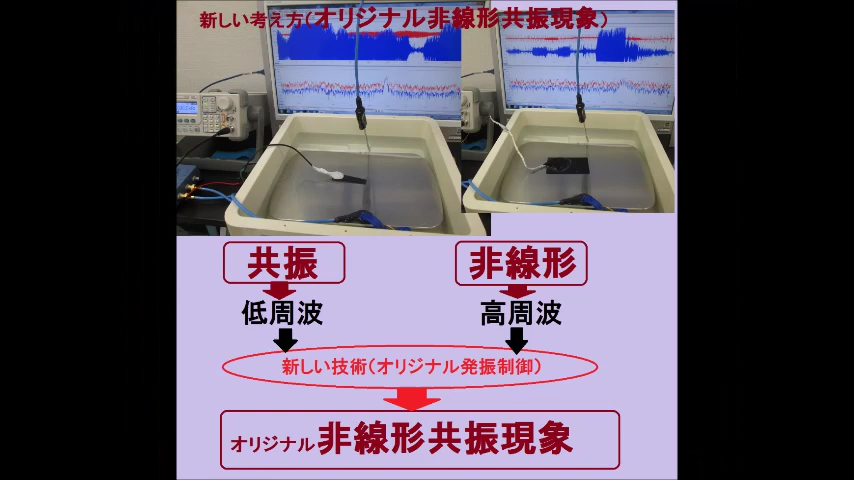 新しい考え方(オリジナル非線形共振現象)
共振
非線形
低周波
高周波
新しい技術(オリジナル発振制御)
オリジナル非線形共振現象